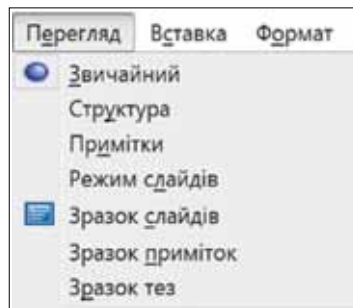 Перегляд Вставка Формат
Звичайний
Структура
Примітки
Режим слайдів
Зразок слайдів
Зразок приміток
Зразок тез